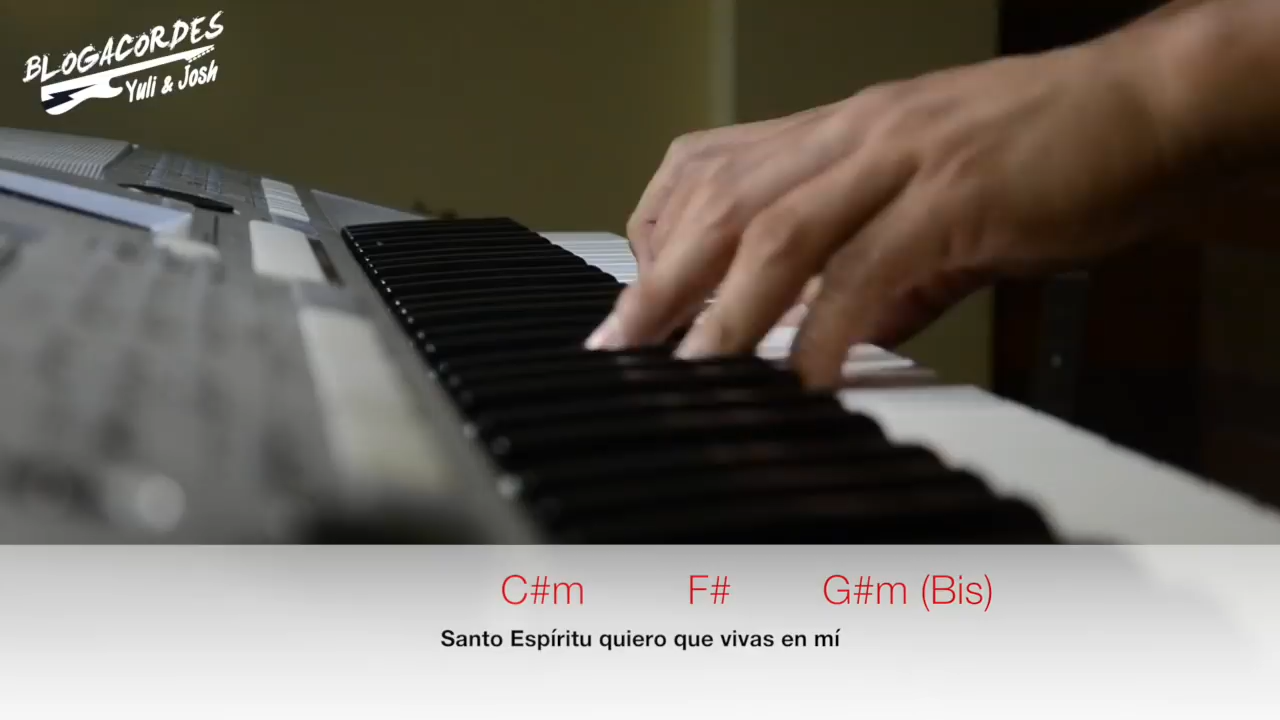 BLOGACORDES
Yuli & Josh
C#m F# G#m (Bis)
Santo Espíritu quiero que vivas en mí